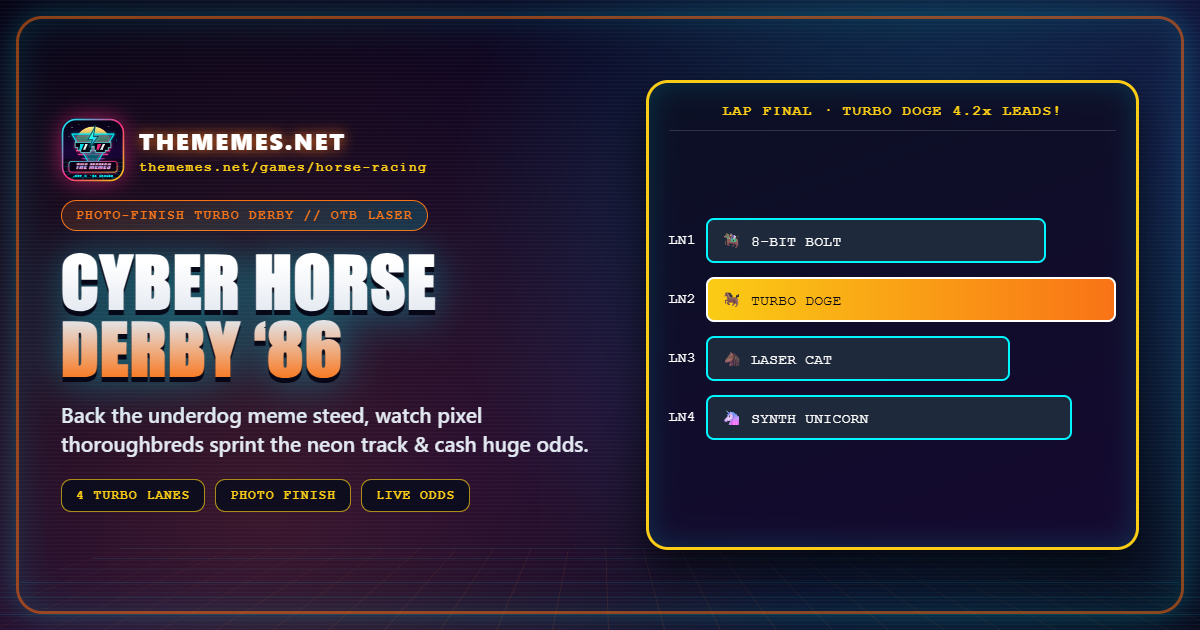 THEMEMES.NET
thememes.net/games/horse-racing
PHOTO-FINISH TURBO DERBY // OTB LASER
CYBER HORSE
DERBY ‘86
Back the underdog meme steed, watch pixel
thoroughbreds sprint the neon track & cash huge odds.
4 TURBO LANES
PHOTO FINISH
LIVE ODDS
LAP FINAL · TURBO DOGE 4.2x LEADS!
LN1 8-BIT BOLT
LN2 TURBO DOGE
LN3 LASER CAT
LN4 SYNTH UNICORN